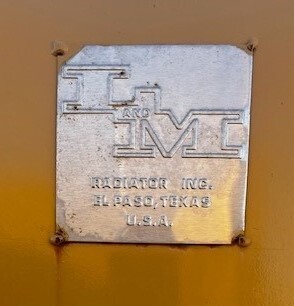 L AND M
RADIATOR INC.
EL PASO, TEXAS
U.S.A.